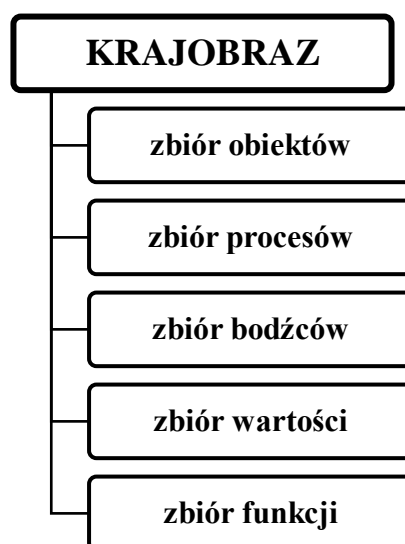 KRAJOBRAZ
zbiór obiektów
zbiór procesów
zbiór bodźców
zbiór wartości
zbiór funkcji